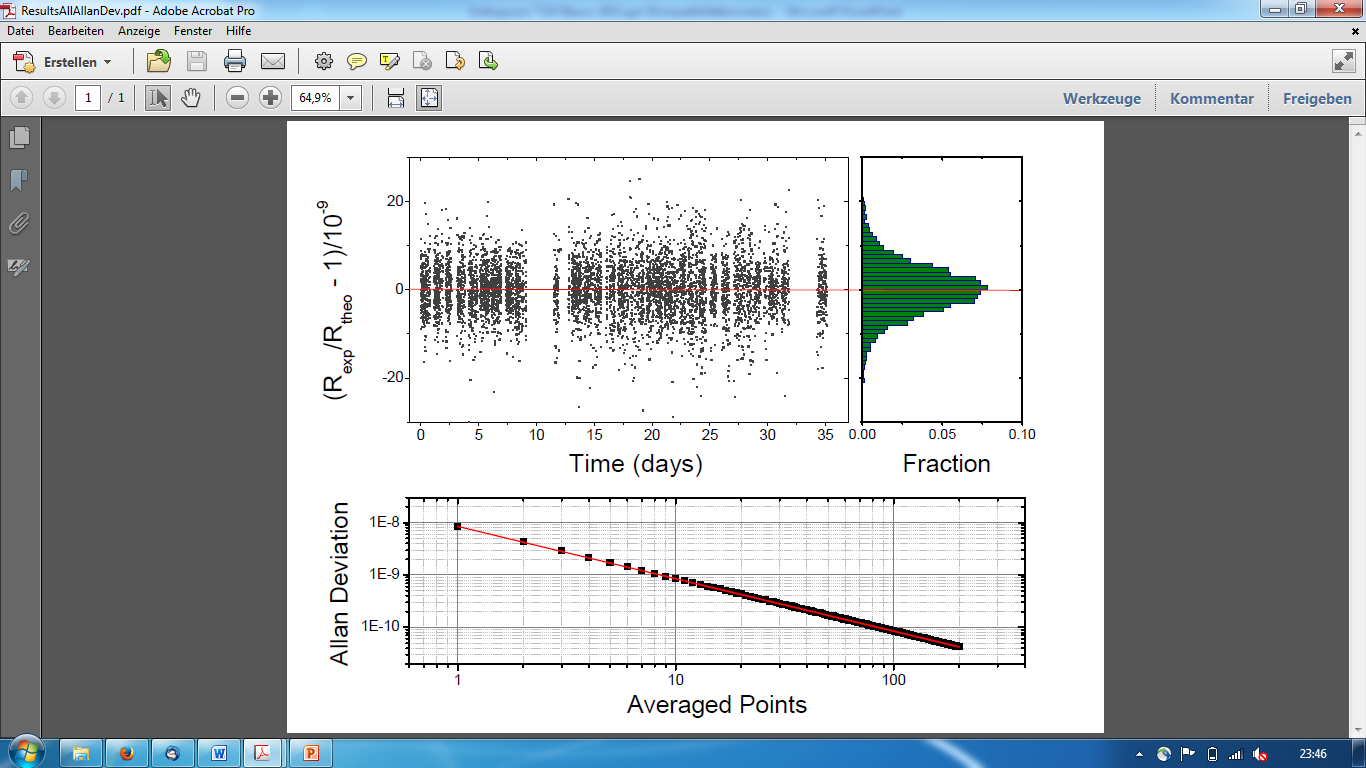 ResultsAllAllanDev.pdf - Adobe Acrobat Pro
Datei Bearbeiten Anzeige Fenster Hilfe
Erstellen
1 / 1 64,9% Werkzeuge Kommentar Freigeben
(Rexp/Rtheo - 1)/10-9
20
0
-20
0 5 10 15 20 25 30 35
Time (days)
0.00 0.05 0.10
Fraction
Allan Deviation
1E-8
1E-9
1E-10
1 10 100
Averaged Points
23:46